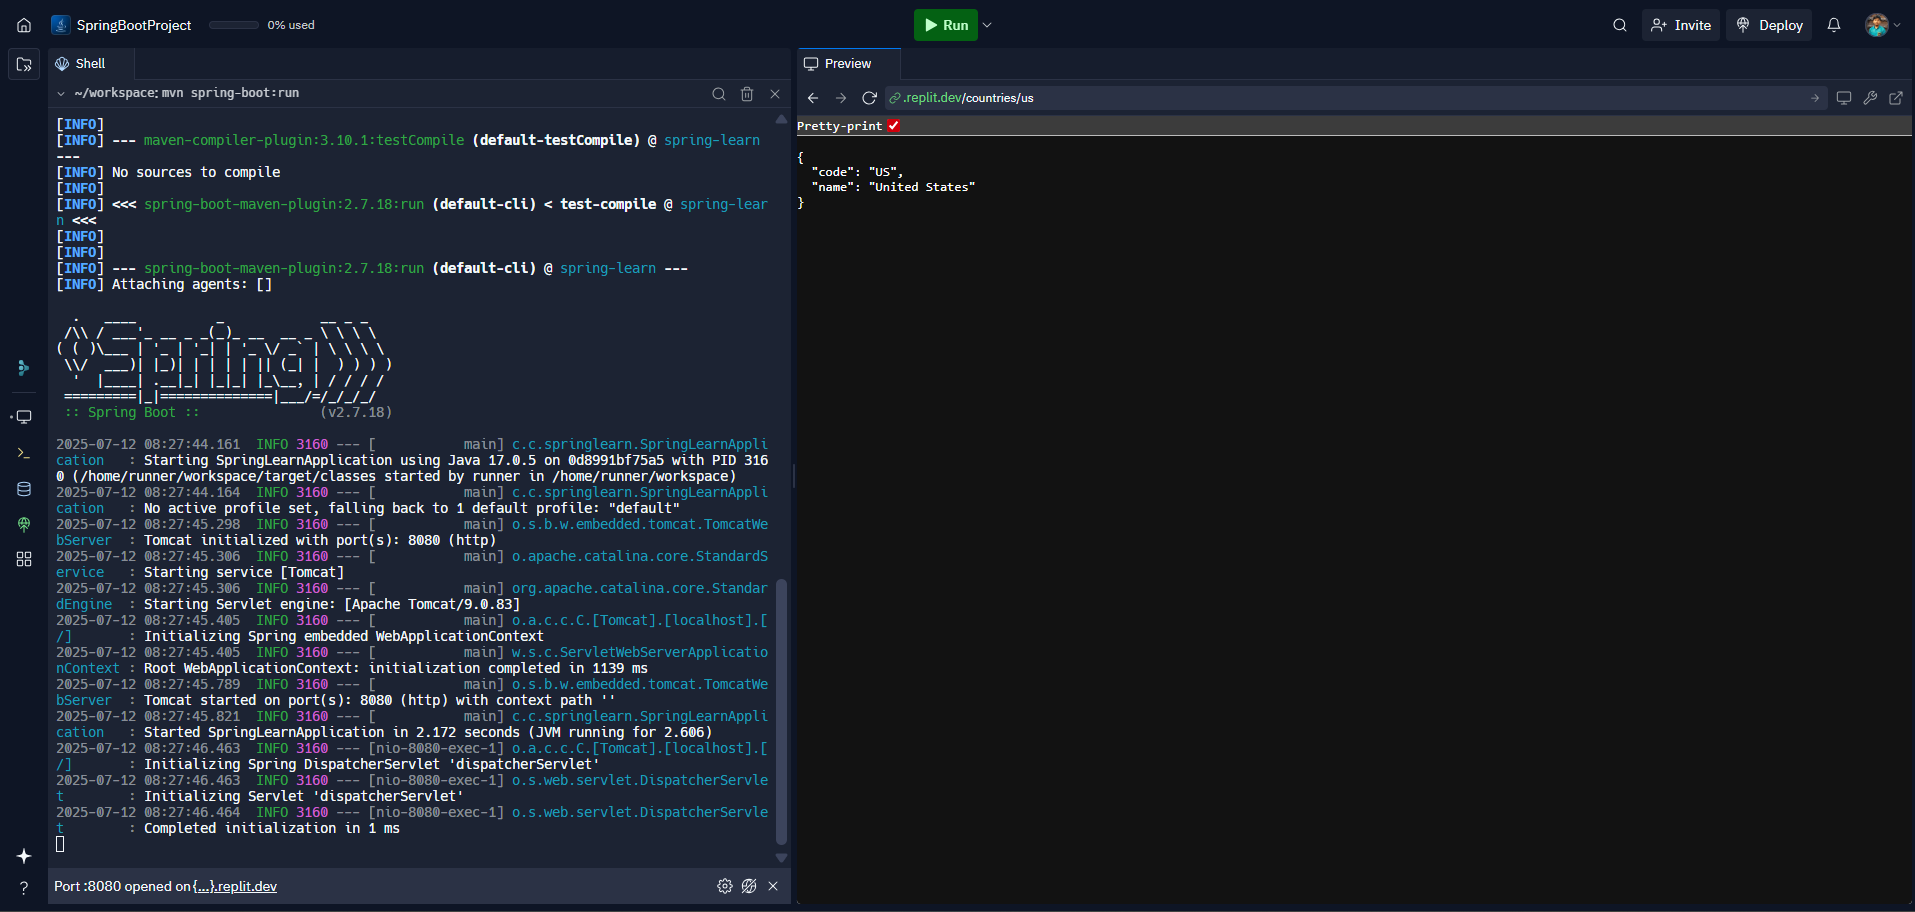 SpringBootProject
0% used
Run
Invite
Deploy
Shell
~/workspace: mvn spring-boot:run
[INFO]
[INFO] --- maven-compiler-plugin:3.10.1:testCompile (default-testCompile) @ spring-learn
---
[INFO] No sources to compile
[INFO]
[INFO] <<< spring-boot-maven-plugin:2.7.18:run (default-cli) < test-compile @ spring-lear
n <<<
[INFO]
[INFO]
[INFO] --- spring-boot-maven-plugin:2.7.18:run (default-cli) @ spring-learn ---
[INFO] Attaching agents: []
  .   ____          _            __ _ _
 /\\ / ___'_ __ _ _(_)_ __  __ _ \ \ \ \
( ( )\___ | '_ | '_| | '_ \/ _` | \ \ \ \
 \\/  ___)| |_)| | | | | || (_| |  ) ) ) )
  '  |____| .__|_| |_|_| |_\__, | / / / /
 =========|_|==============|___/=/_/_/_/
 :: Spring Boot ::               (v2.7.18)
2025-07-12 08:27:44.161  INFO 3160 --- [           main] c.c.springlearn.SpringLearnAppli
cation   : Starting SpringLearnApplication using Java 17.0.5 on 0d8991bf75a5 with PID 316
0 (/home/runner/workspace/target/classes started by runner in /home/runner/workspace)
2025-07-12 08:27:44.164  INFO 3160 --- [           main] c.c.springlearn.SpringLearnAppli
cation   : No active profile set, falling back to 1 default profile: "default"
2025-07-12 08:27:45.298  INFO 3160 --- [           main] o.s.b.w.embedded.tomcat.TomcatWe
bServer  : Tomcat initialized with port(s): 8080 (http)
2025-07-12 08:27:45.306  INFO 3160 --- [           main] o.apache.catalina.core.StandardS
ervice   : Starting service [Tomcat]
2025-07-12 08:27:45.306  INFO 3160 --- [           main] org.apache.catalina.core.Standar
dEngine  : Starting Servlet engine: [Apache Tomcat/9.0.83]
2025-07-12 08:27:45.405  INFO 3160 --- [           main] o.a.c.c.C.[Tomcat].[localhost].[
/]       : Initializing Spring embedded WebApplicationContext
2025-07-12 08:27:45.405  INFO 3160 --- [           main] w.s.c.ServletWebServerApplicatio
nContext : Root WebApplicationContext: initialization completed in 1139 ms
2025-07-12 08:27:45.789  INFO 3160 --- [           main] o.s.b.w.embedded.tomcat.TomcatWe
bServer  : Tomcat started on port(s): 8080 (http) with context path ''
2025-07-12 08:27:45.821  INFO 3160 --- [           main] c.c.springlearn.SpringLearnAppli
cation   : Started SpringLearnApplication in 2.172 seconds (JVM running for 2.606)
2025-07-12 08:27:46.463  INFO 3160 --- [nio-8080-exec-1] o.a.c.c.C.[Tomcat].[localhost].[
/]       : Initializing Spring DispatcherServlet 'dispatcherServlet'
2025-07-12 08:27:46.463  INFO 3160 --- [nio-8080-exec-1] o.s.web.servlet.DispatcherServle
t        : Initializing Servlet 'dispatcherServlet'
2025-07-12 08:27:46.464  INFO 3160 --- [nio-8080-exec-1] o.s.web.servlet.DispatcherServle
t        : Completed initialization in 1 ms
Port :8080 opened on {...}.replit.dev
Preview
.replit.dev/countries/us
Pretty-print
{
  "code": "US",
  "name": "United States"
}